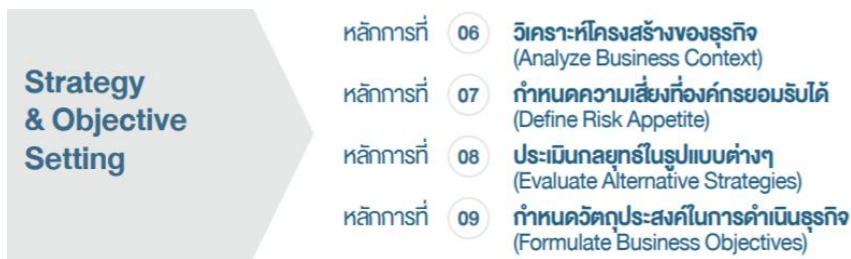 Strategy
& Objective
Setting
หลักการที่ 06 วิเคราะห์โครงสร้างของธุรกิจ
(Analyze Business Context)
หลักการที่ 07 กำหนดความเสี่ยงที่องค์กรยอมรับได้
(Define Risk Appetite)
หลักการที่ 08 ประเมินกลยุทธ์ในรูปแบบต่างๆ
(Evaluate Alternative Strategies)
หลักการที่ 09 กำหนดวัตถุประสงค์ในการดำเนินธุรกิจ
(Formulate Business Objectives)